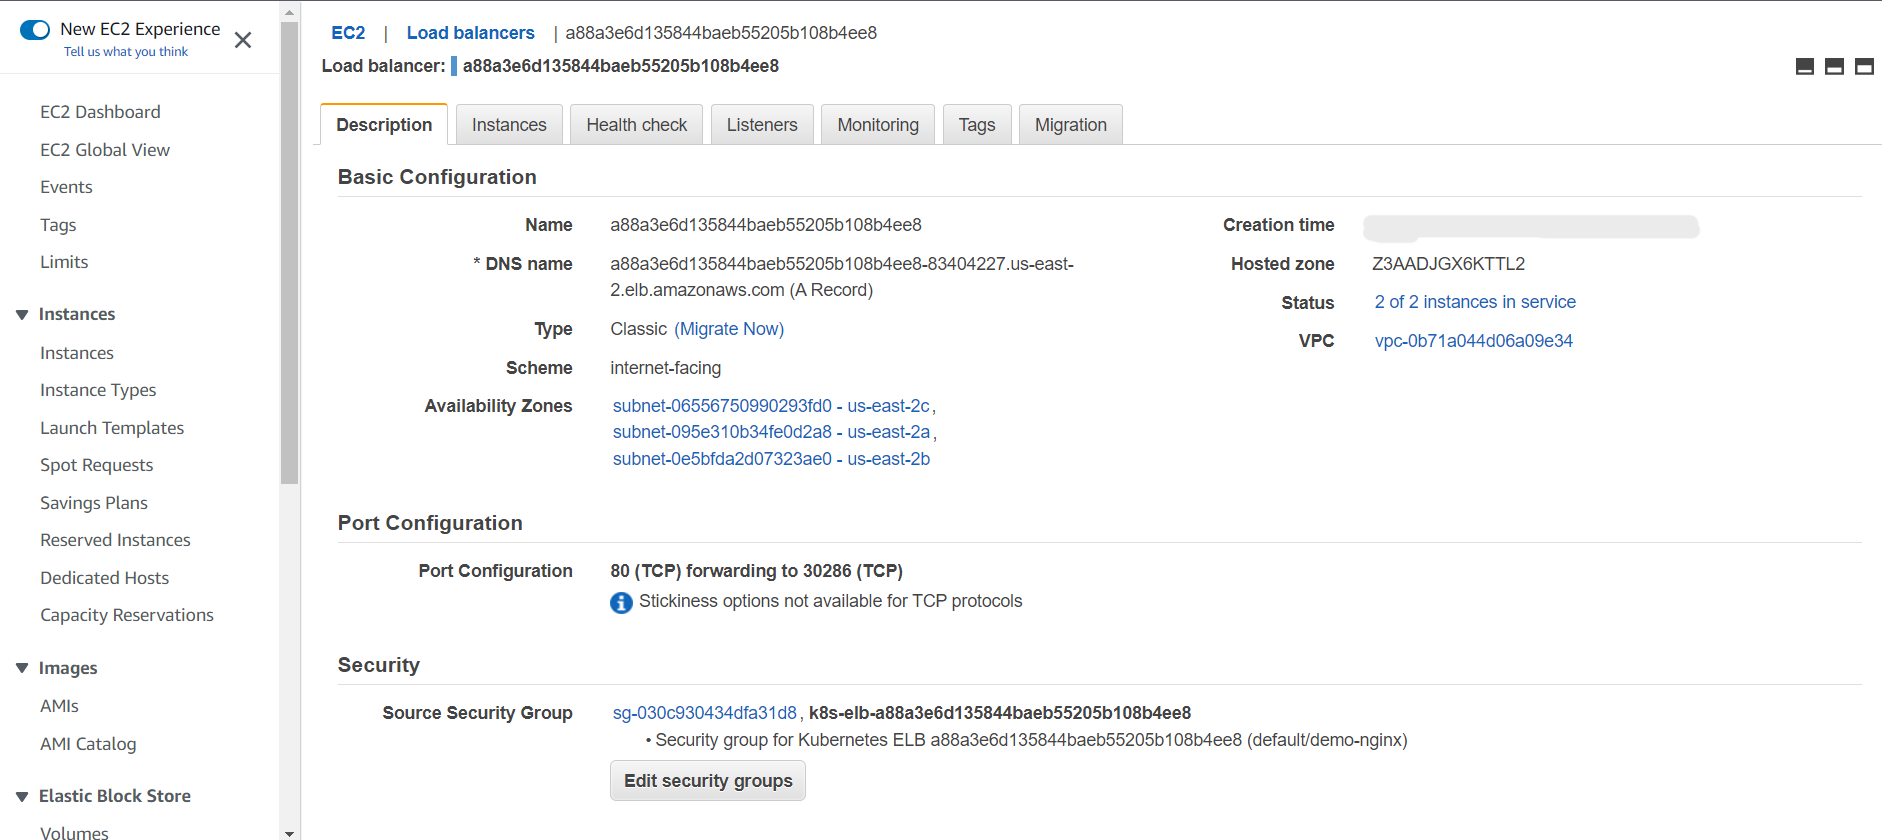 New EC2 Experience
Tell us what you think
EC2 Dashboard
EC2 Global View
Events
Tags
Limits
Instances
Instances
Instance Types
Launch Templates
Spot Requests
Savings Plans
Reserved Instances
Dedicated Hosts
Capacity Reservations
Images
AMIs
AMI Catalog
Elastic Block Store
Volumes
EC2 | Load balancers | a88a3e6d135844baeb55205b108b4ee8
Load balancer: a88a3e6d135844baeb55205b108b4ee8
Description Instances Health check Listeners Monitoring Tags Migration
Basic Configuration
Name a88a3e6d135844baeb55205b108b4ee8
* DNS name a88a3e6d135844baeb55205b108b4ee8-83404227.us-east-
2.elb.amazonaws.com (A Record)
Type Classic (Migrate Now)
Scheme internet-facing
Availability Zones subnet-06556750990293fd0 - us-east-2c,
subnet-095e310b34fe0d2a8 - us-east-2a,
subnet-0e5bfda2d07323ae0 - us-east-2b
Creation time
Hosted zone Z3AADJGX6KTTL2
Status 2 of 2 instances in service
VPC vpc-0b71a044d06a09e34
Port Configuration
Port Configuration 80 (TCP) forwarding to 30286 (TCP)
Stickiness options not available for TCP protocols
Security
Source Security Group sg-030c930434dfa31d8, k8s-elb-a88a3e6d135844baeb55205b108b4ee8
• Security group for Kubernetes ELB a88a3e6d135844baeb55205b108b4ee8 (default/demo-nginx)
Edit security groups